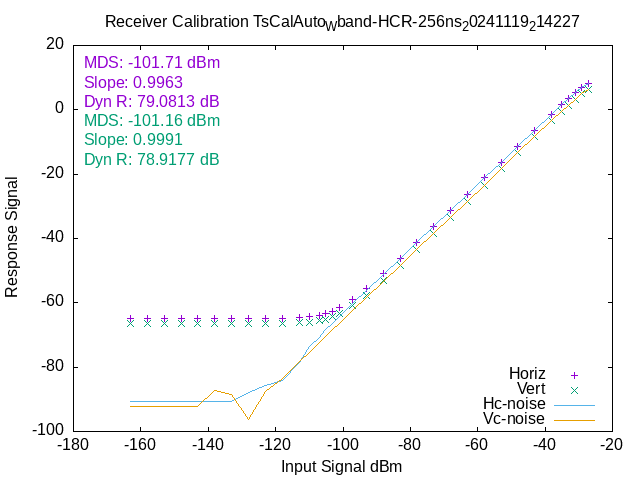 Receiver Calibration TsCalAutoWband-HCR-256ns20241119214227
MDS: -101.71 dBm
Slope: 0.9963
Dyn R: 79.0813 dB
MDS: -101.16 dBm
Slope: 0.9991
Dyn R: 78.9177 dB
20
0
-20
-40
-60
-80
-100
Response Signal
Horiz
Vert
Hc-noise
Vc-noise
-180 -160 -140 -120 -100 -80 -60 -40 -20
Input Signal dBm